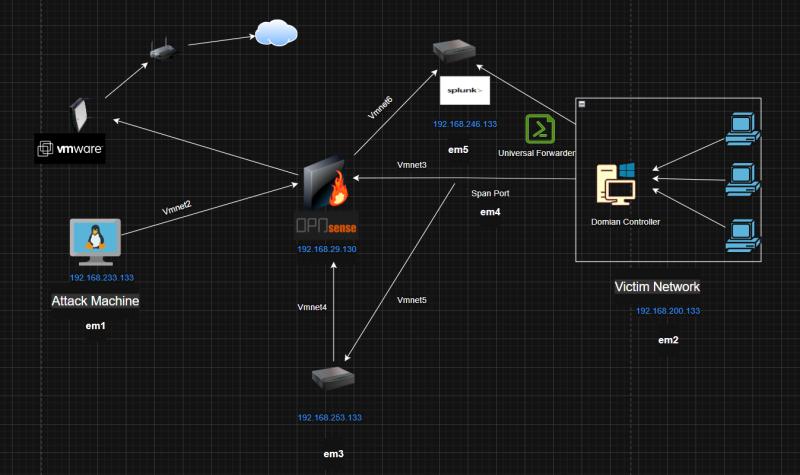 splunk>
Vmnet6
192.168.246.133
vmware
em5
Universal Forwarder
Vmnet3
Span Port
em4
Vmnet2
OPNsense
192.168.29.130
Domian Controller
192.168.233.133
Attack Machine
em1
Victim Network
192.168.200.133
em2
Vmnet4
Vmnet5
192.168.253.133
em3